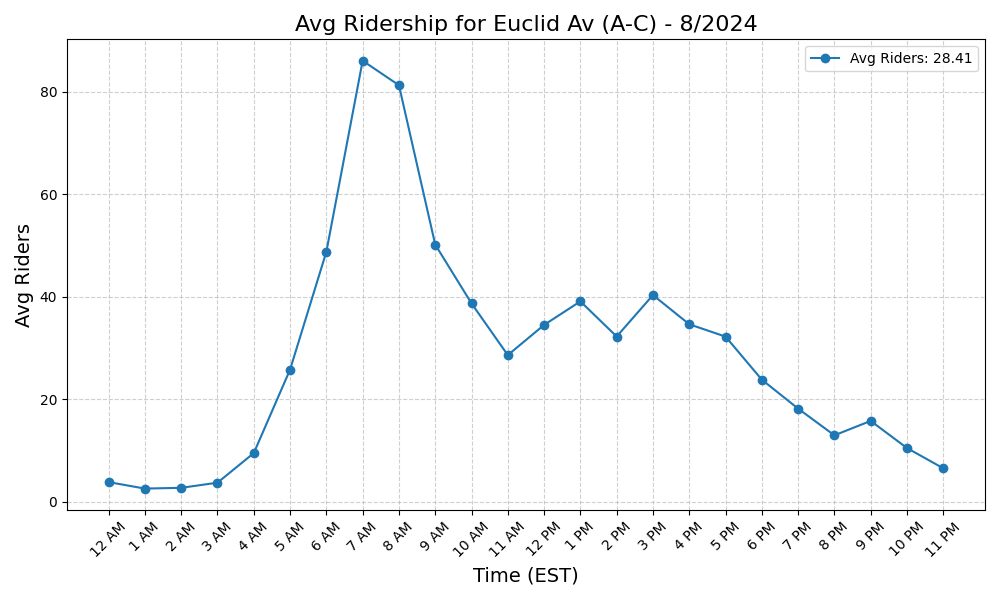 Avg Ridership for Euclid Av (A-C) - 8/2024
Avg Riders: 28.41
Avg Riders
80
60
40
20
0
12 AM
1 AM
2 AM
3 AM
4 AM
5 AM
6 AM
7 AM
8 AM
9 AM
10 AM
11 AM
12 PM
1 PM
2 PM
3 PM
4 PM
5 PM
6 PM
7 PM
8 PM
9 PM
10 PM
11 PM
Time (EST)